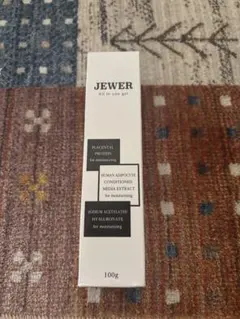 JEWER
All in one gel
PLACENTAL
PROTEIN
for moisturizing
HUMAN ADIPOCYTE
CONDITIONED
MEDIA EXTRACT
for moisturizing
SODIUM ACETYLATED
HYALURONATE
for moisturizing
100g